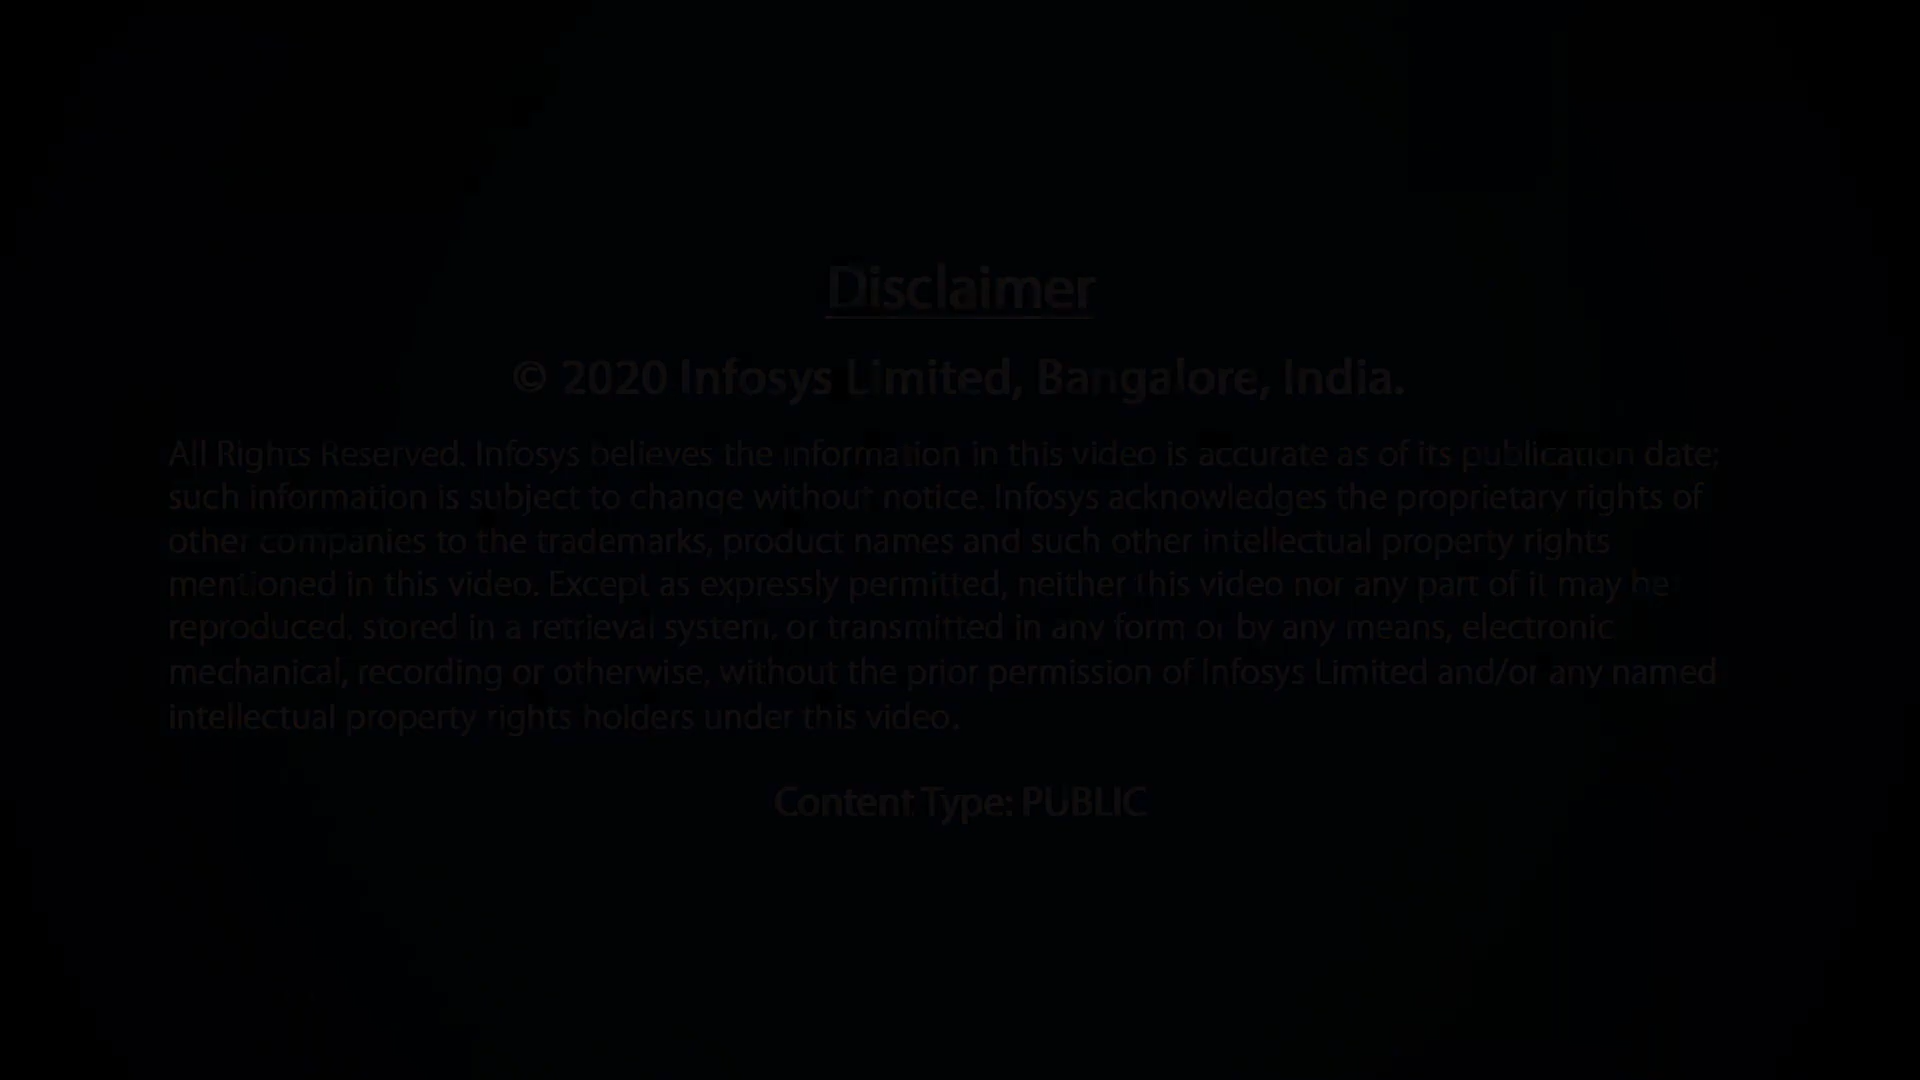 Disclaimer
© 2020 Infosys Limited, Bangalore, India.
All Rights Reserved. Infosys believes the information in this video is accurate as of its publication date;
such information is subject to change without notice. Infosys acknowledges the proprietary rights of
other companies to the trademarks, product names and such other intellectual property rights
mentioned in this video. Except as expressly permitted, neither this video nor any part of it may be
reproduced, stored in a retrieval system, or transmitted in any form or by any means, electronic
mechanical, recording or otherwise, without the prior permission of Infosys Limited and/or any named
intellectual property rights holders under this video.
Content Type: PUBLIC